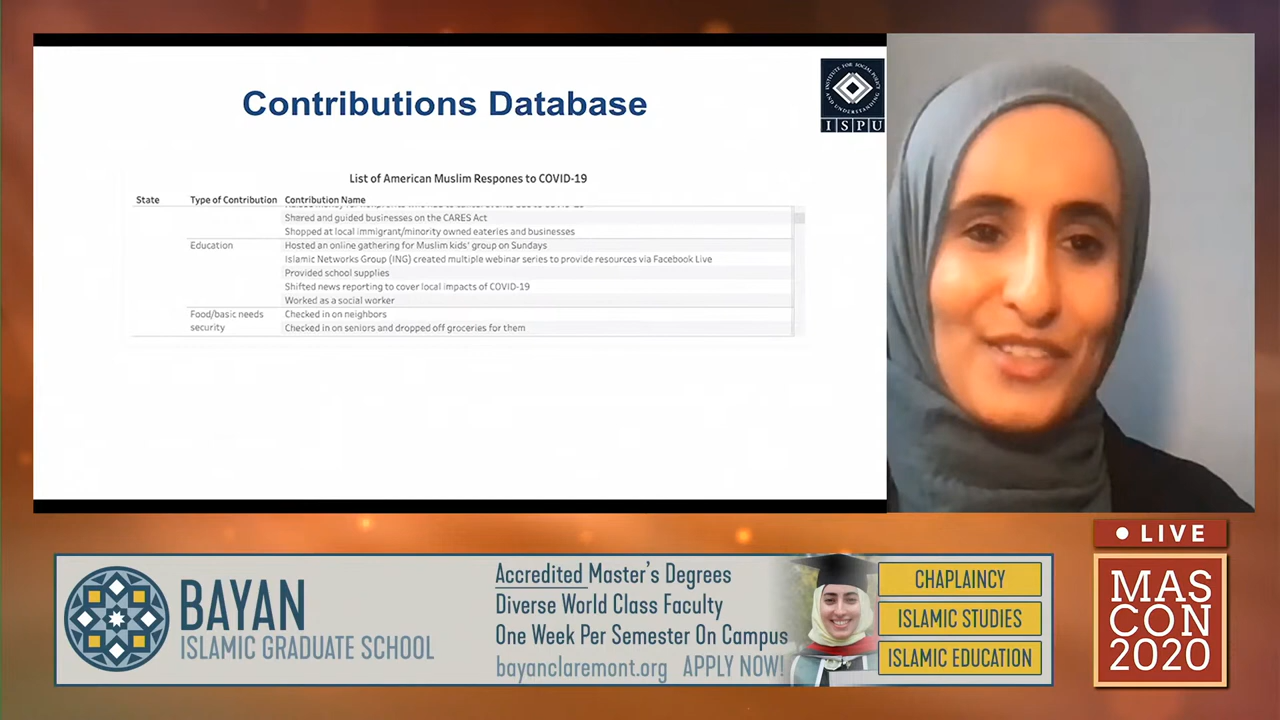 Contributions Database
INSTITUTE FOR SOCIAL POLICY
AND UNDERSTANDING
ISPU
List of American Muslim Respones to COVID-19
State Type of Contribution Contribution Name
Shared and guided businesses on the CARES Act
Shopped at local immigrant/minority owned eateries and businesses
Education Hosted an online gathering for Muslim kids' group on Sundays
Islamic Networks Group (ING) created multiple webinar series to provide resources via Facebook Live
Provided school supplies
Shifted news reporting to cover local impacts of COVID-19
Worked as a social worker
Food/basic needs Checked in on neighbors
security Checked in on seniors and dropped off groceries for them
BAYAN
ISLAMIC GRADUATE SCHOOL
Accredited Master's Degrees
Diverse World Class Faculty
One Week Per Semester On Campus
bayanclaremont.org APPLY NOW!
CHAPLAINCY
ISLAMIC STUDIES
ISLAMIC EDUCATION
LIVE
MAS
CON
2020